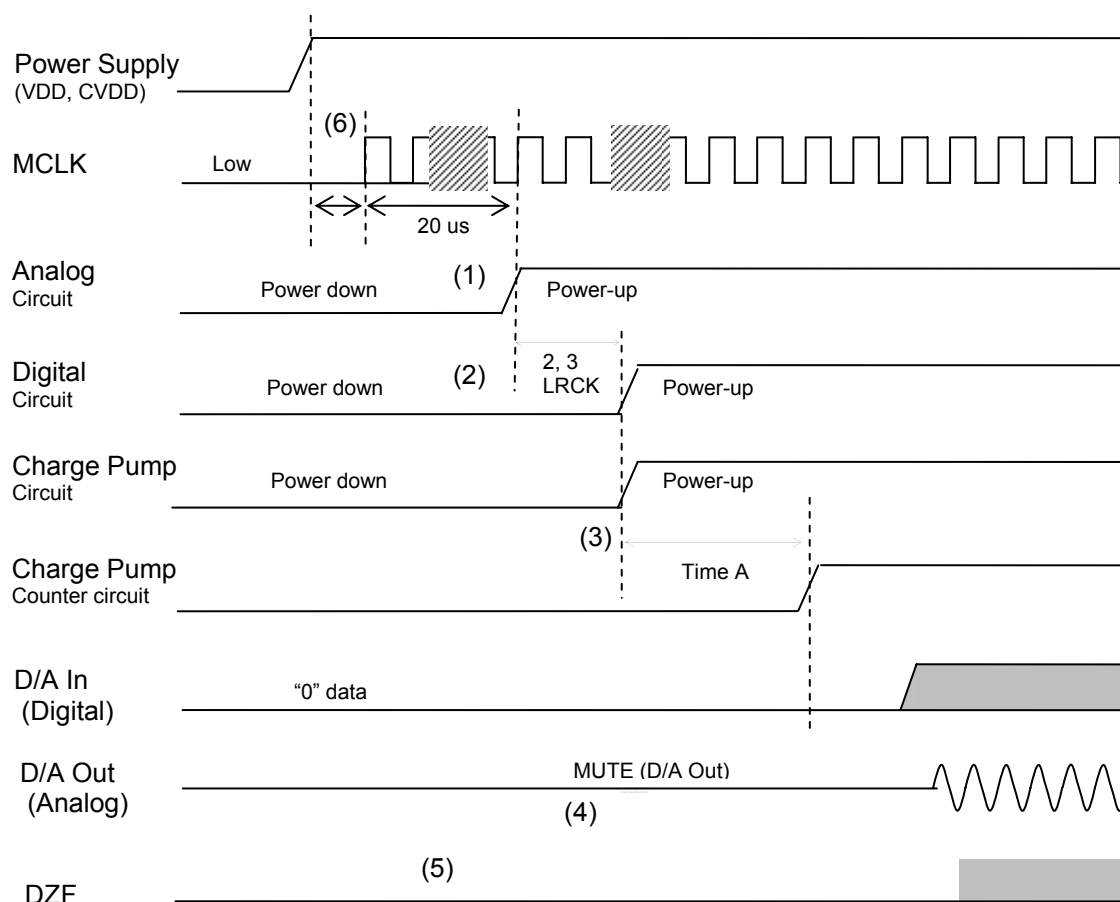 Power Supply
(VDD, CVDD)
(6)
MCLK
Low
20 us
Analog
Circuit
Power down
(1)
Power-up
Digital
Circuit
Power down
(2)
2, 3
LRCK
Power-up
Charge Pump
Circuit
Power down
Power-up
(3)
Charge Pump
Counter circuit
Time A
D/A In
(Digital)
“0” data
D/A Out
(Analog)
MUTE (D/A Out)
(4)
(5)
DZF